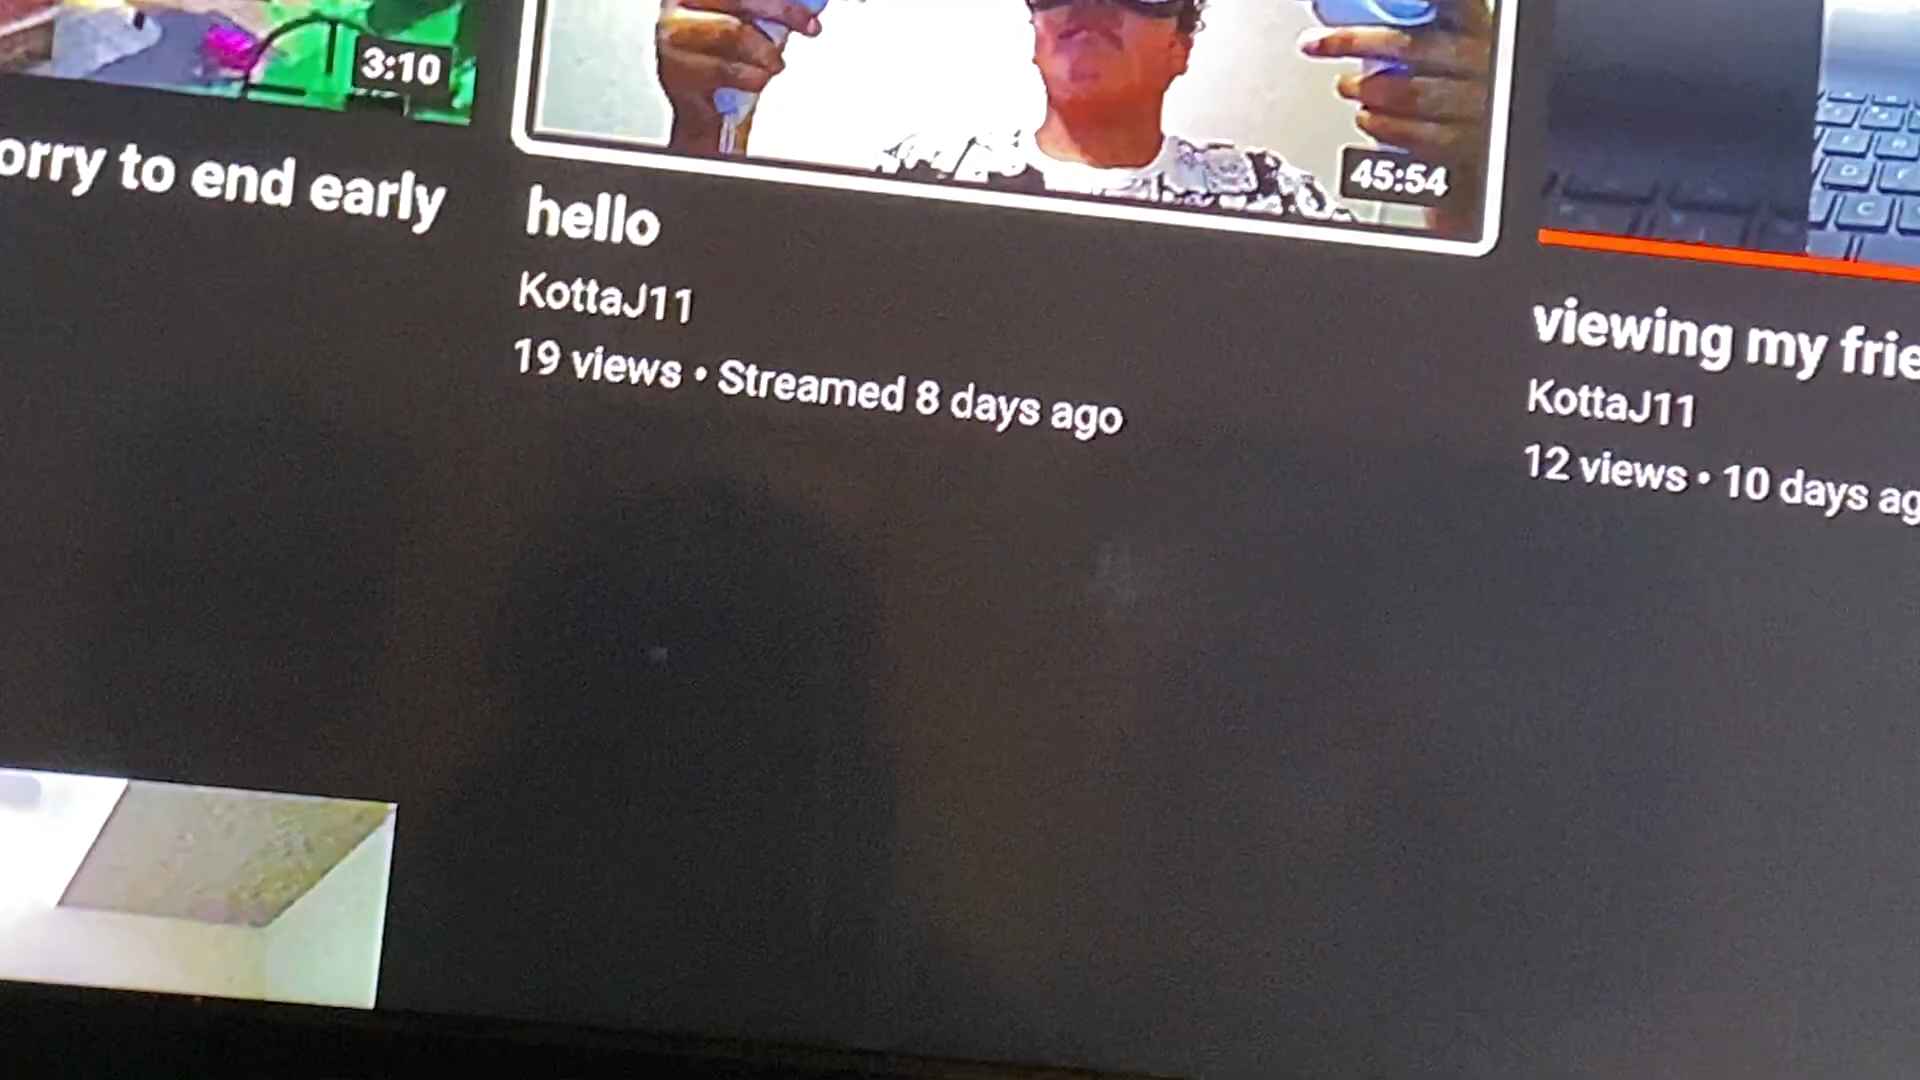 3:10
orry to end early
45:54
hello
KottaJ11
19 views • Streamed 8 days ago
viewing my frie
KottaJ11
12 views • 10 days ag